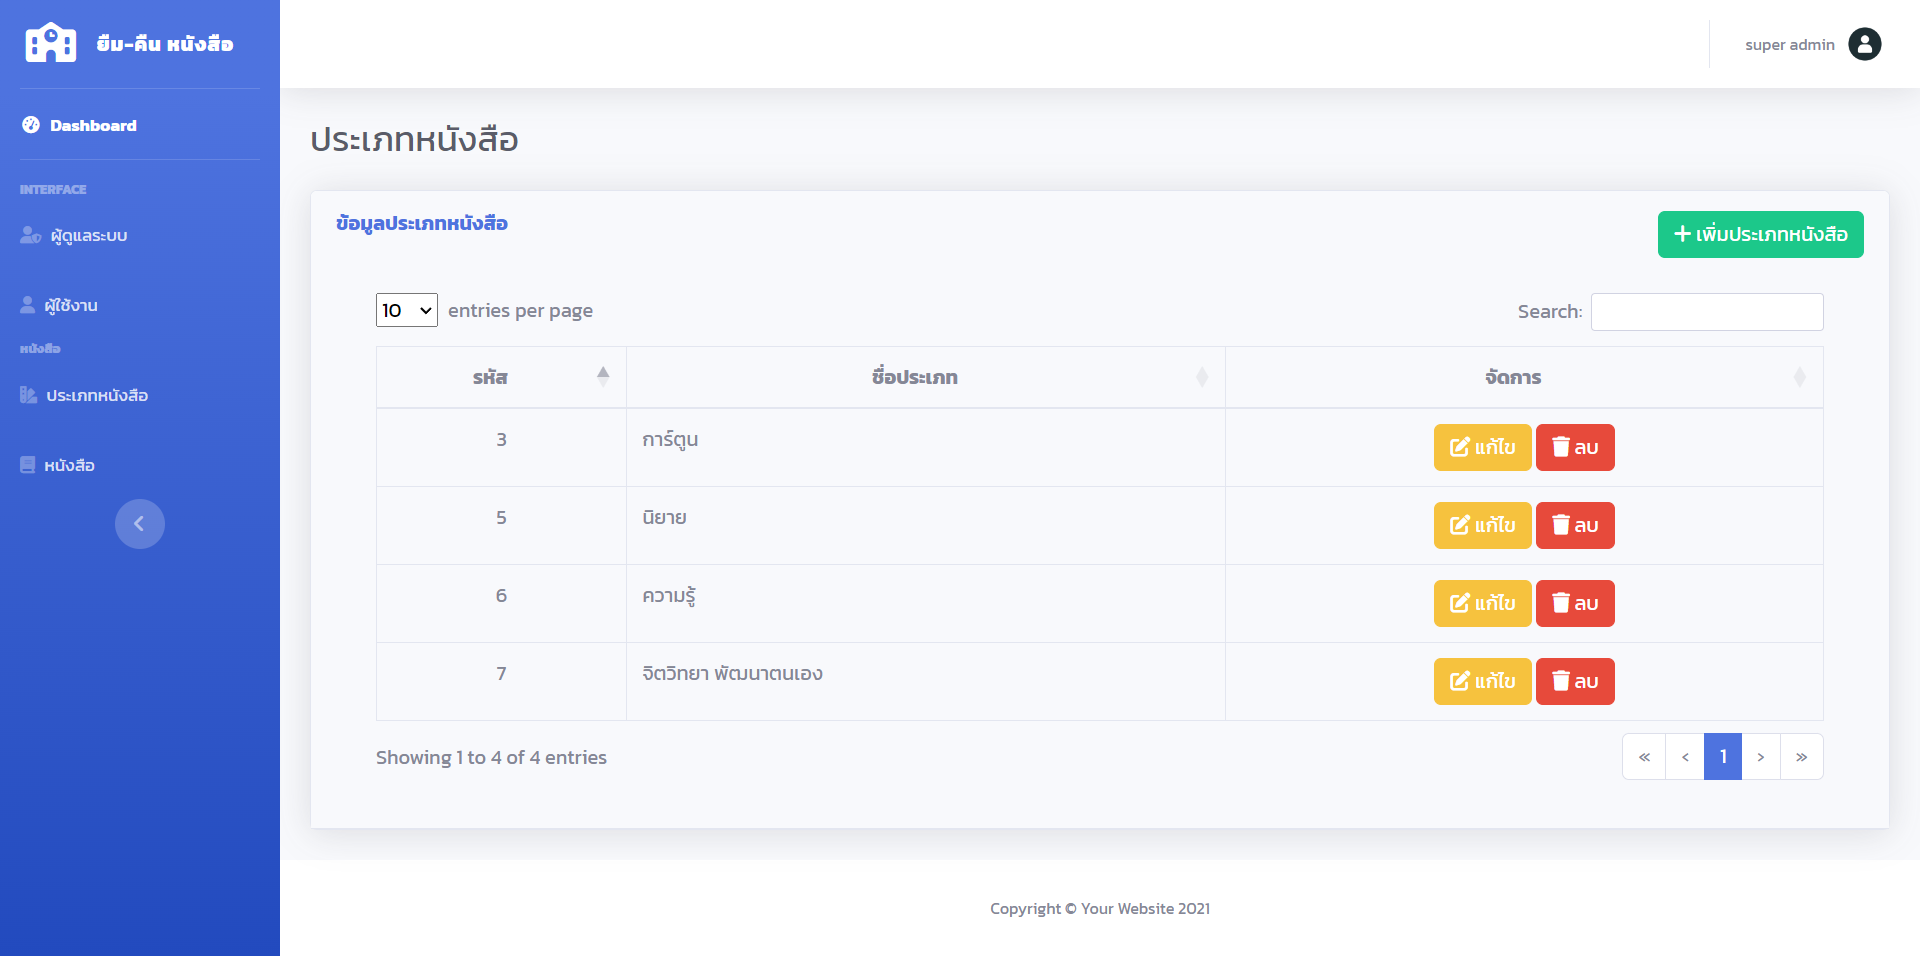 ยืม-คืน หนังสือ
super admin
Dashboard
INTERFACE
ผู้ดูแลระบบ
ผู้ใช้งาน
หนังสือ
ประเภทหนังสือ
หนังสือ
ประเภทหนังสือ
ข้อมูลประเภทหนังสือ
เพิ่มประเภทหนังสือ
10 entries per page
Search:
รหัส ชื่อประเภท จัดการ
3 การ์ตูน แก้ไข ลบ
5 นิยาย แก้ไข ลบ
6 ความรู้ แก้ไข ลบ
7 จิตวิทยา พัฒนาตนเอง แก้ไข ลบ
Showing 1 to 4 of 4 entries
« ‹ 1 › »
Copyright © Your Website 2021